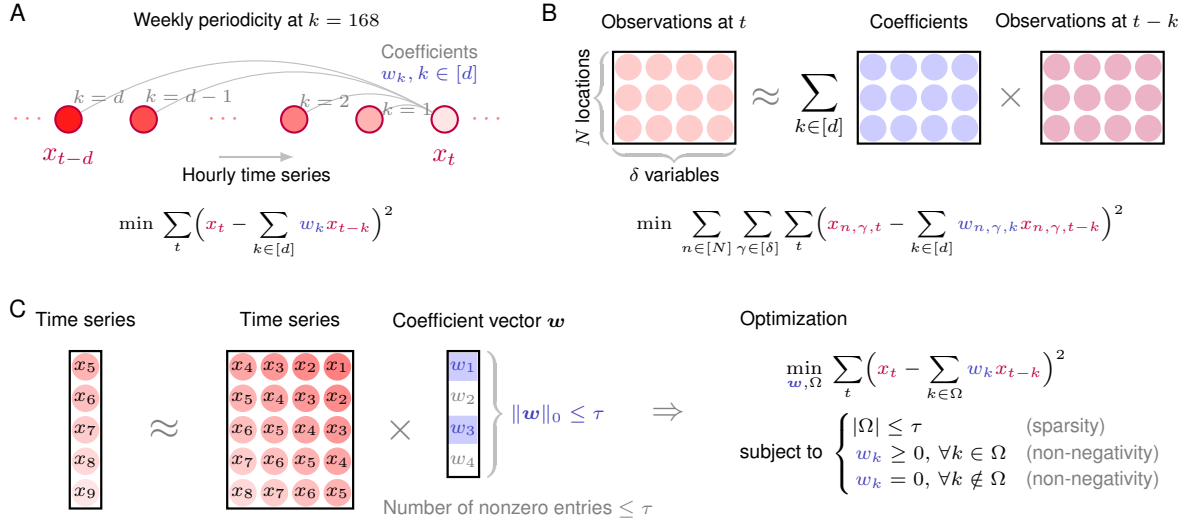 A
Weekly periodicity at k = 168
Coefficients
w_k, k ∈ [d]
k = d
k = d − 1
k = 2
k = 1
···
···
···
x_{t−d}
x_t
Hourly time series
min ∑_t (x_t − ∑_{k∈[d]} w_k x_{t−k})^2
B
Observations at t
Coefficients
Observations at t − k
N locations
≈ ∑_{k∈[d]} ×
δ variables
min ∑_{n∈[N]} ∑_{γ∈[δ]} ∑_t (x_{n,γ,t} − ∑_{k∈[d]} w_{n,γ,k} x_{n,γ,t−k})^2
C
Time series
Time series
Coefficient vector w
x_5
x_6
x_7
x_8
x_9
≈
x_4 x_3 x_2 x_1
x_5 x_4 x_3 x_2
x_6 x_5 x_4 x_3
x_7 x_6 x_5 x_4
x_8 x_7 x_6 x_5
×
w_1
w_2
w_3
w_4
‖w‖_0 ≤ τ
Number of nonzero entries ≤ τ
⇒
Optimization
min_{w,Ω} ∑_t (x_t − ∑_{k∈Ω} w_k x_{t−k})^2
subject to
|Ω| ≤ τ (sparsity)
w_k ≥ 0, ∀k ∈ Ω (non-negativity)
w_k = 0, ∀k ∉ Ω (non-negativity)